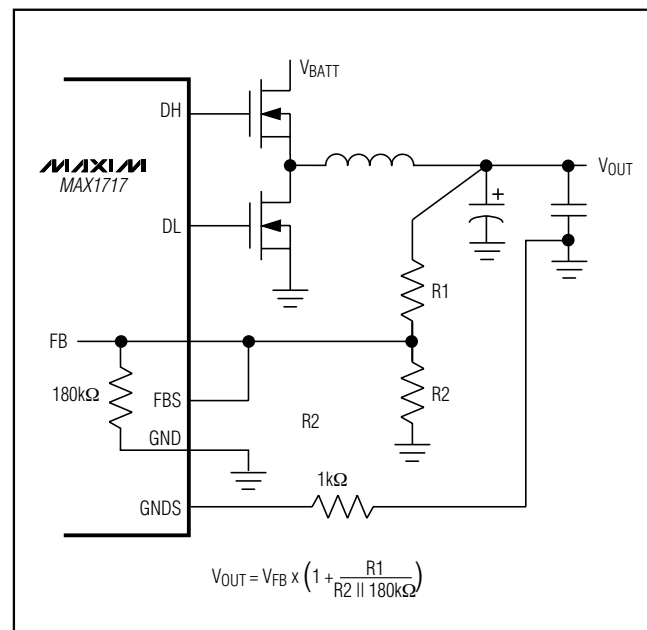 VBATT
DH
MAXIM
MAX1717
VOUT
DL
+
R1
FB
180kΩ
FBS
R2
R2
GND
1kΩ
GNDS
VOUT = VFB x (1 + R1 / R2 || 180kΩ)